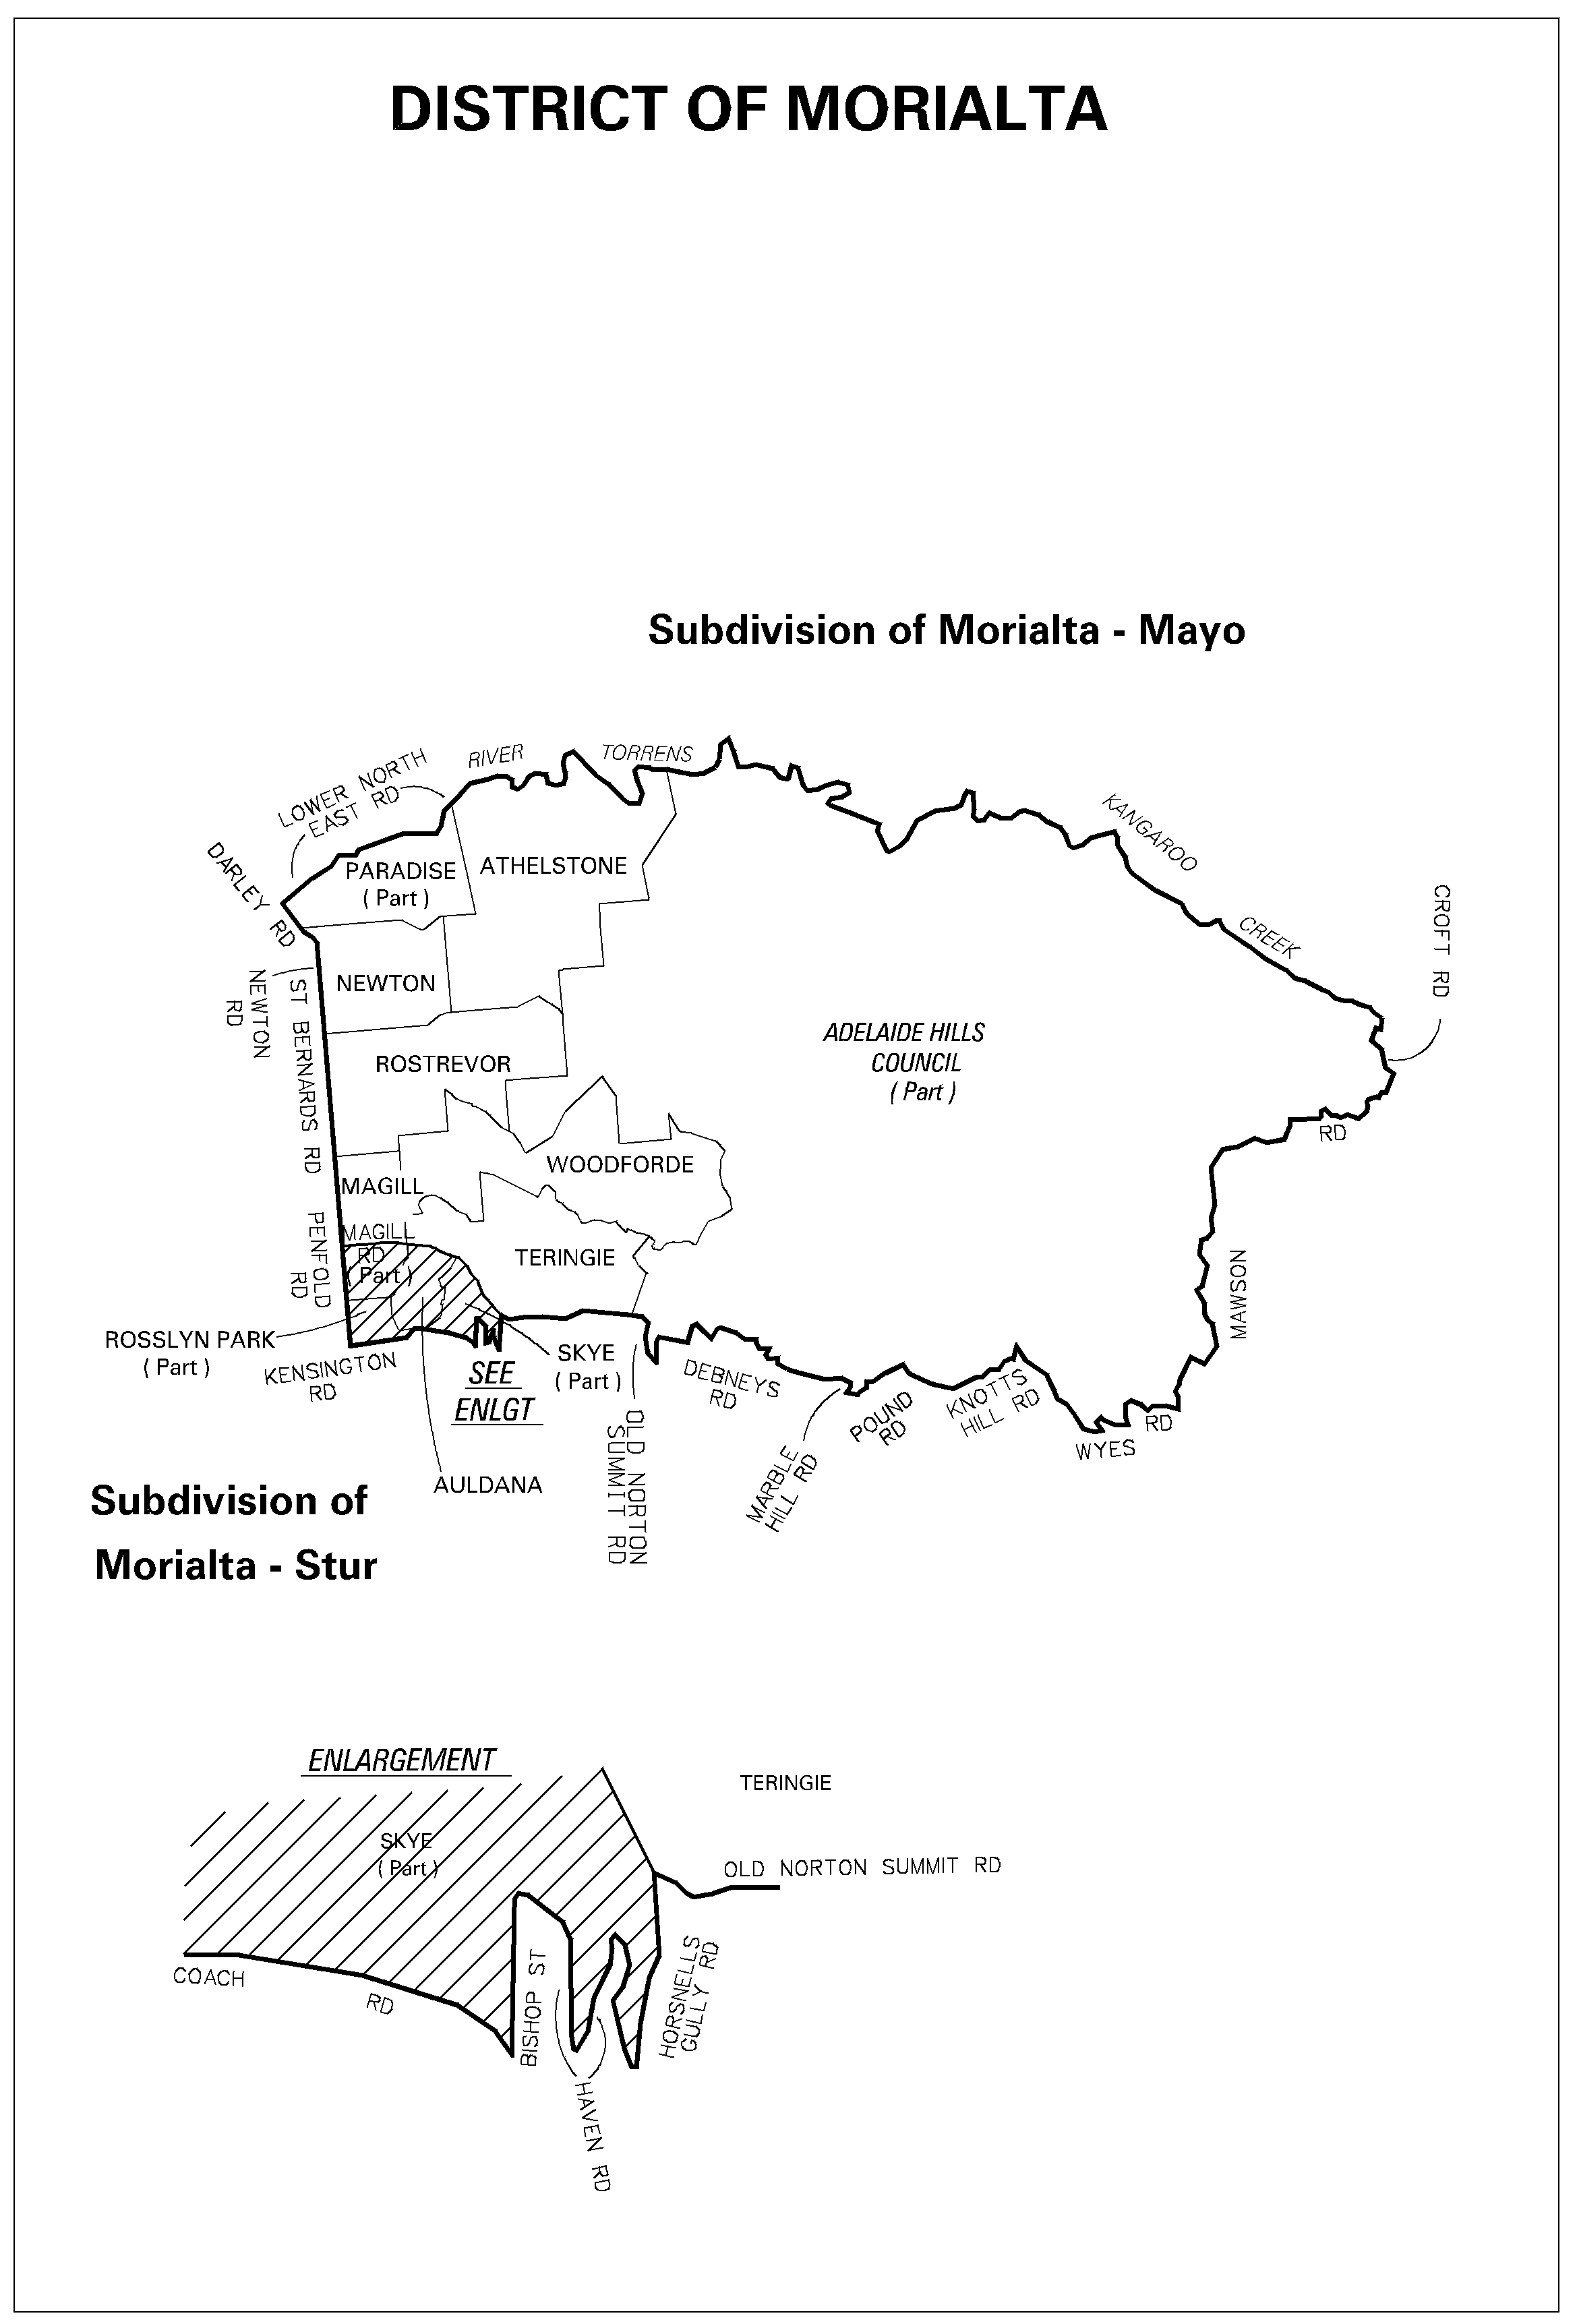 DISTRICT OF MORIALTA
Subdivision of Morialta - Mayo
LOWER NORTH
EAST RD
RIVER
TORRENS
KANGAROO
CREEK
CROFT RD
DARLEY RD
PARADISE
( Part )
ATHELSTONE
NEWTON
RD
NEWTON
ST BERNARDS RD
ROSTREVOR
ADELAIDE HILLS
COUNCIL
( Part )
RD
WOODFORDE
MAGILL
MAGILL
RD
( Part )
PENFOLD
RD
TERINGIE
MAWSON
ROSSLYN PARK
( Part )
KENSINGTON
RD
SEE
ENLGT
SKYE
( Part )
DEBNEYS
RD
MARBLE
HILL RD
POUND
RD
KNOTTS
HILL RD
WYES
RD
OLD NORTON
SUMMIT RD
AULDANA
Subdivision of
Morialta - Stur
ENLARGEMENT
TERINGIE
SKYE
( Part )
OLD NORTON SUMMIT RD
COACH
RD
BISHOP ST
HORSNELLS
GULLY RD
HAVEN RD